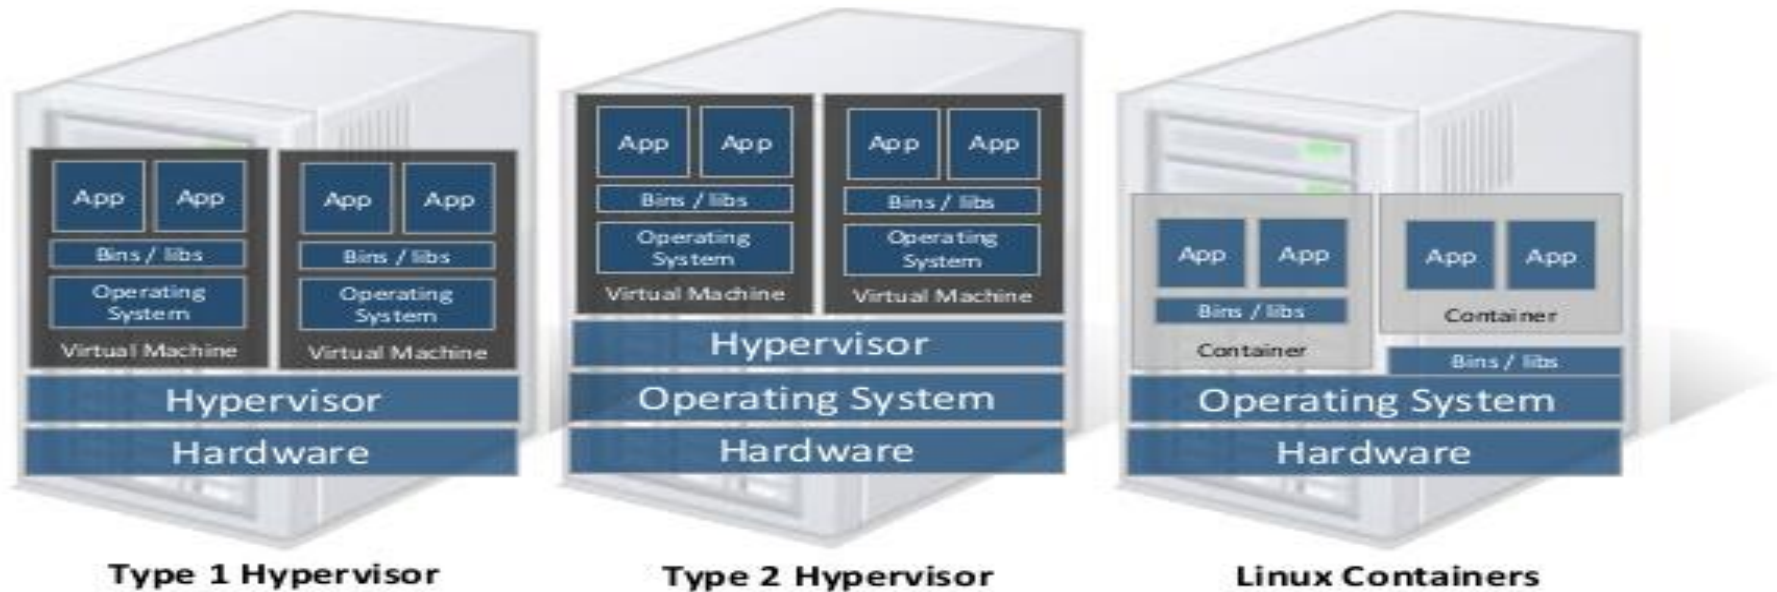 App App
Bins / libs
Operating
System
Virtual Machine
App App
Bins / libs
Operating
System
Virtual Machine
Hypervisor
Hardware
Type 1 Hypervisor
App App
Bins / libs
Operating
System
Virtual Machine
App App
Bins / libs
Operating
System
Virtual Machine
Hypervisor
Operating System
Hardware
Type 2 Hypervisor
App App
Bins / libs
Container
App App
Container
Bins / libs
Operating System
Hardware
Linux Containers